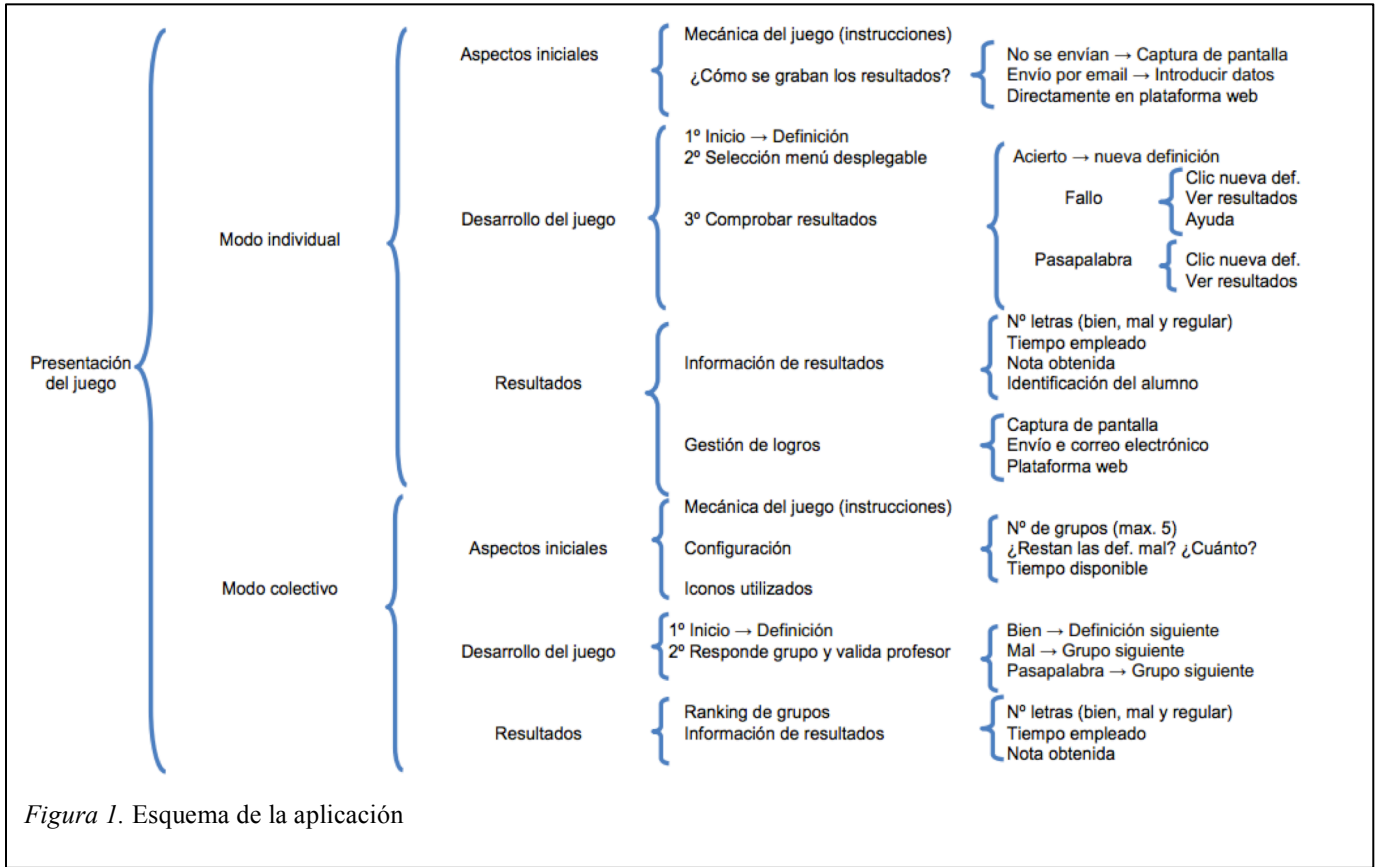 Presentación
del juego
Modo individual
Aspectos iniciales
Mecánica del juego (instrucciones)
¿Cómo se graban los resultados?
No se envían → Captura de pantalla
Envío por email → Introducir datos
Directamente en plataforma web
Desarrollo del juego
1º Inicio → Definición
2º Selección menú desplegable
3º Comprobar resultados
Acierto → nueva definición
Fallo
Clic nueva def.
Ver resultados
Ayuda
Pasapalabra
Clic nueva def.
Ver resultados
Resultados
Información de resultados
Nº letras (bien, mal y regular)
Tiempo empleado
Nota obtenida
Identificación del alumno
Gestión de logros
Captura de pantalla
Envío e correo electrónico
Plataforma web
Modo colectivo
Aspectos iniciales
Mecánica del juego (instrucciones)
Configuración
Nº de grupos (max. 5)
¿Restan las def. mal? ¿Cuánto?
Tiempo disponible
Iconos utilizados
Desarrollo del juego
1º Inicio → Definición
2º Responde grupo y valida profesor
Bien → Definición siguiente
Mal → Grupo siguiente
Pasapalabra → Grupo siguiente
Resultados
Ranking de grupos
Información de resultados
Nº letras (bien, mal y regular)
Tiempo empleado
Nota obtenida
Figura 1. Esquema de la aplicación